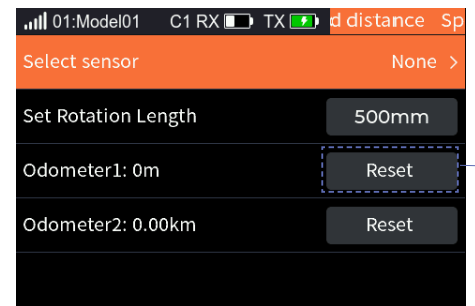 01:Model01 C1 RX TX d distance Sp
Select sensor None >
Set Rotation Length 500mm
Odometer1: 0m Reset
Odometer2: 0.00km Reset